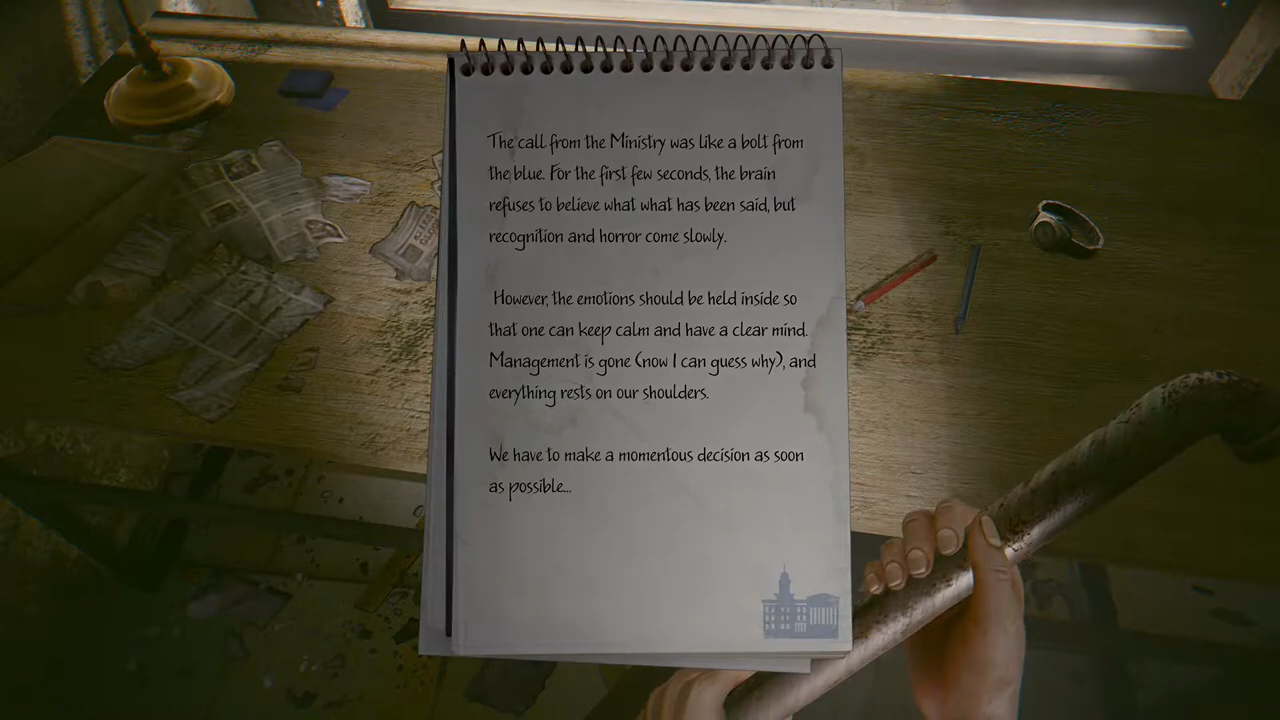 The call from the Ministry was like a bolt from
the blue. For the first few seconds, the brain
refuses to believe what what has been said, but
recognition and horror come slowly.
However, the emotions should be held inside so
that one can keep calm and have a clear mind.
Management is gone (now I can guess why), and
everything rests on our shoulders.
We have to make a momentous decision as soon
as possible...